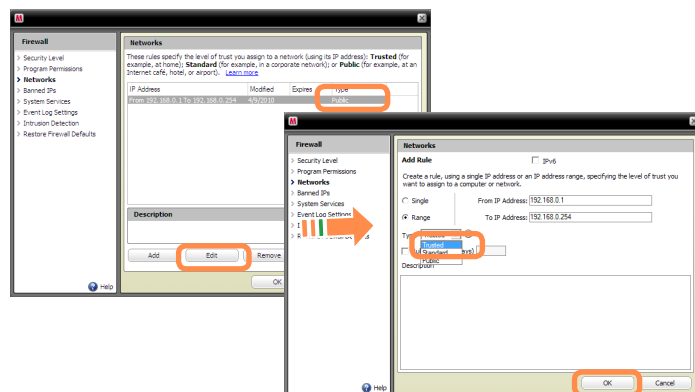 M
Firewall
> Security Level
> Program Permissions
> Networks
> Banned IPs
> System Services
> Event Log Settings
> Intrusion Detection
> Restore Firewall Defaults
Help
Networks
These rules specify the level of trust you assign to a network (using its IP address): Trusted (for
example, at home); Standard (for example, in a corporate network); or Public (for example, at an
Internet café, hotel, or airport). Learn more
IP Address Modified Expires Type
From 192.168.0.1 To 192.168.0.254 4/9/2010 Public
Description
Add Edit Remove
OK
M
Firewall
> Security Level
> Program Permissions
> Networks
> Banned IPs
> System Services
> Event Log Settings
Help
Networks
Add Rule IPv6
Create a rule, using a single IP address or an IP address range, specifying the level of trust you
want to assign to a computer or network.
Single From IP Address: 192.168.0.1
Range To IP Address: 192.168.0.254
Trusted
Standard
Public
Description
OK Cancel